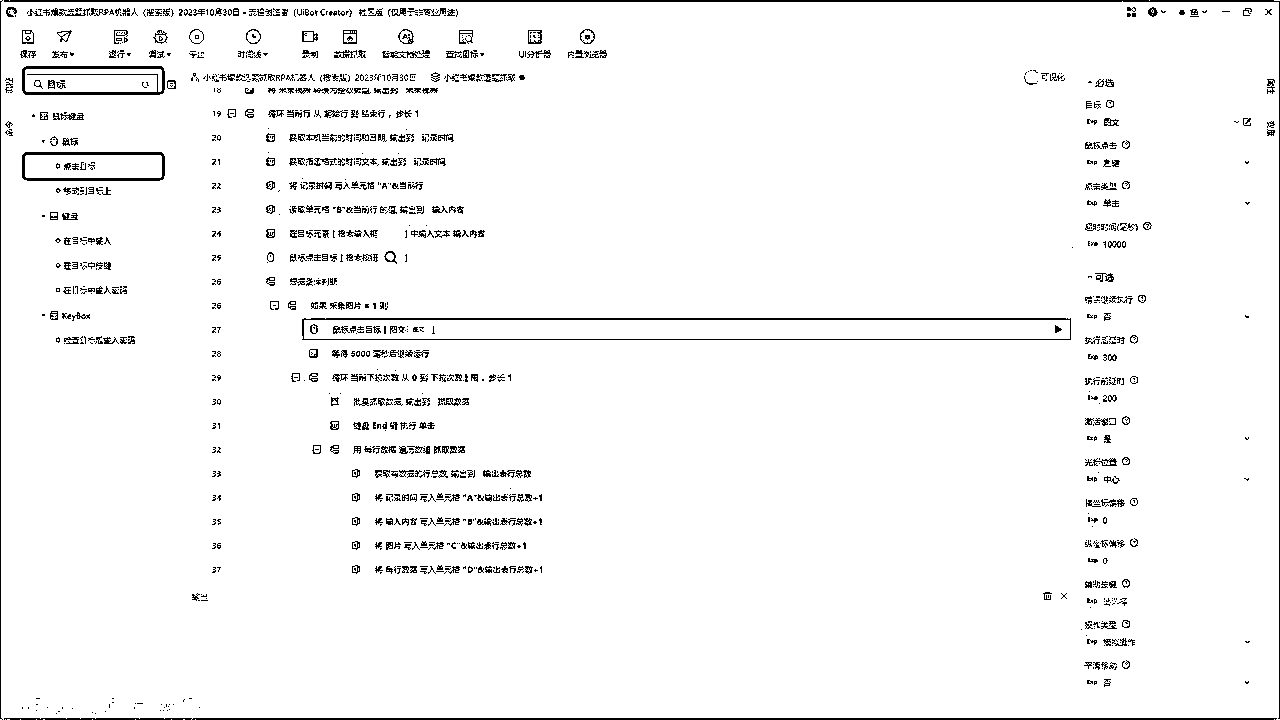 小红书爆款选题抓取RPA机器人（搜索版）2023年10月30日 - 流程创造者（UiBot Creator）社区版（仅用于非商业用途）
保存 发布 运行 调试 停止 时间线 录制 数据抓取 智能文档处理 查找图标 UI分析器 内置浏览器
鼠标
小红书爆款选题抓取RPA机器人（搜索版）2023年10月30日 小红书爆款选题抓取
可视化
鼠标键盘
鼠标
点击目标
移动到目标上
键盘
在目标中输入
在目标中按键
在目标中输入密码
KeyBox
19 循环 当前行 从 起始行 到 结束行，步长 1
20 获取本机当前的时间和日期, 输出到 记录时间
21 获取指定格式的时间文本, 输出到 记录时间
22 将 记录时间 写入单元格 "A"&当前行
23 读取单元格 "B"&当前行 的值, 输出到 输入内容
24 在目标元素 [ 搜索输入框 ] 中输入文本 输入内容
25 鼠标点击目标 [ 搜索按钮 ]
26 根据条件判断
26 如果 采集图片 = 1 则
27 鼠标点击目标 [ 图文 ]
28 等待 5000 毫秒后继续运行
29 循环 当前下拉次数 从 0 到 下拉次数上限，步长 1
30 批量抓取数据, 输出到 抓取数据
31 键盘 End 键 执行 单击
32 用 每行数据 遍历数组 抓取数据
33 获取有数据的行总数, 输出到 输出表行总数
34 将 记录时间 写入单元格 "A"&输出表行总数+1
35 将 输入内容 写入单元格 "B"&输出表行总数+1
36 将 图片 写入单元格 "C"&输出表行总数+1
37 将 每行数据 写入单元格 "D"&输出表行总数+1
输出
必选
目标
Exp 图文
鼠标点击
Exp 左键
点击类型
Exp 单击
超时时间(毫秒)
Exp 10000
可选
错误继续执行
Exp 否
执行后延时
Exp 300
执行前延时
Exp 200
激活窗口
Exp 是
光标位置
Exp 中心
横坐标偏移
Exp 0
纵坐标偏移
Exp 0
辅助按键
Exp 请选择
操作类型
Exp 模拟操作
平滑移动
Exp 否